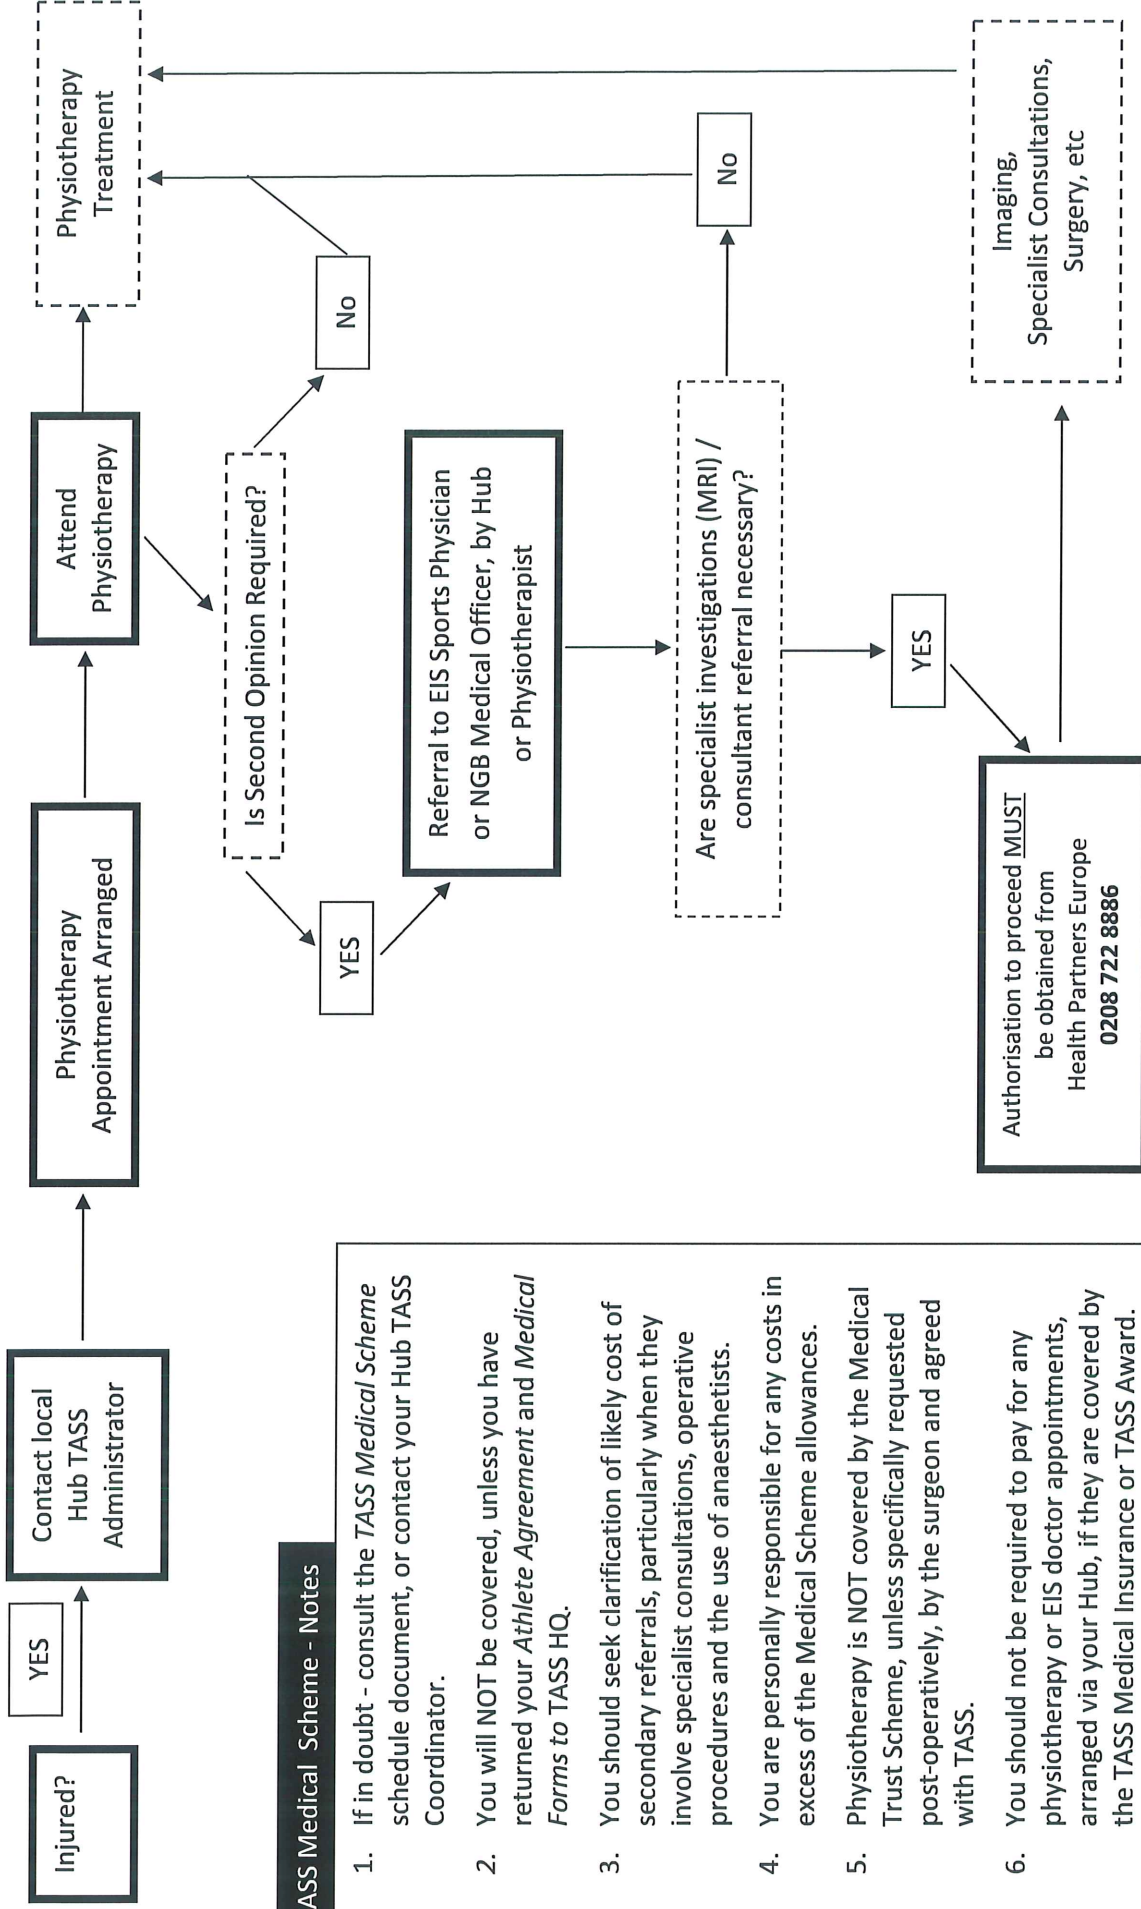 Injured?
YES
Contact local
Hub TASS
Administrator
Physiotherapy
Appointment Arranged
Attend
Physiotherapy
Physiotherapy
Treatment
Is Second Opinion Required?
No
YES
Referral to EIS Sports Physician
or NGB Medical Officer, by Hub
or Physiotherapist
Are specialist investigations (MRI) /
consultant referral necessary?
No
YES
Authorisation to proceed MUST
be obtained from
Health Partners Europe
0208 722 8886
Imaging,
Specialist Consultations,
Surgery, etc
ASS Medical Scheme - Notes
1. If in doubt - consult the TASS Medical Scheme
schedule document, or contact your Hub TASS
Coordinator.
2. You will NOT be covered, unless you have
returned your Athlete Agreement and Medical
Forms to TASS HQ.
3. You should seek clarification of likely cost of
secondary referrals, particularly when they
involve specialist consultations, operative
procedures and the use of anaesthetists.
4. You are personally responsible for any costs in
excess of the Medical Scheme allowances.
5. Physiotherapy is NOT covered by the Medical
Trust Scheme, unless specifically requested
post-operatively, by the surgeon and agreed
with TASS.
6. You should not be required to pay for any
physiotherapy or EIS doctor appointments,
arranged via your Hub, if they are covered by
the TASS Medical Insurance or TASS Award.